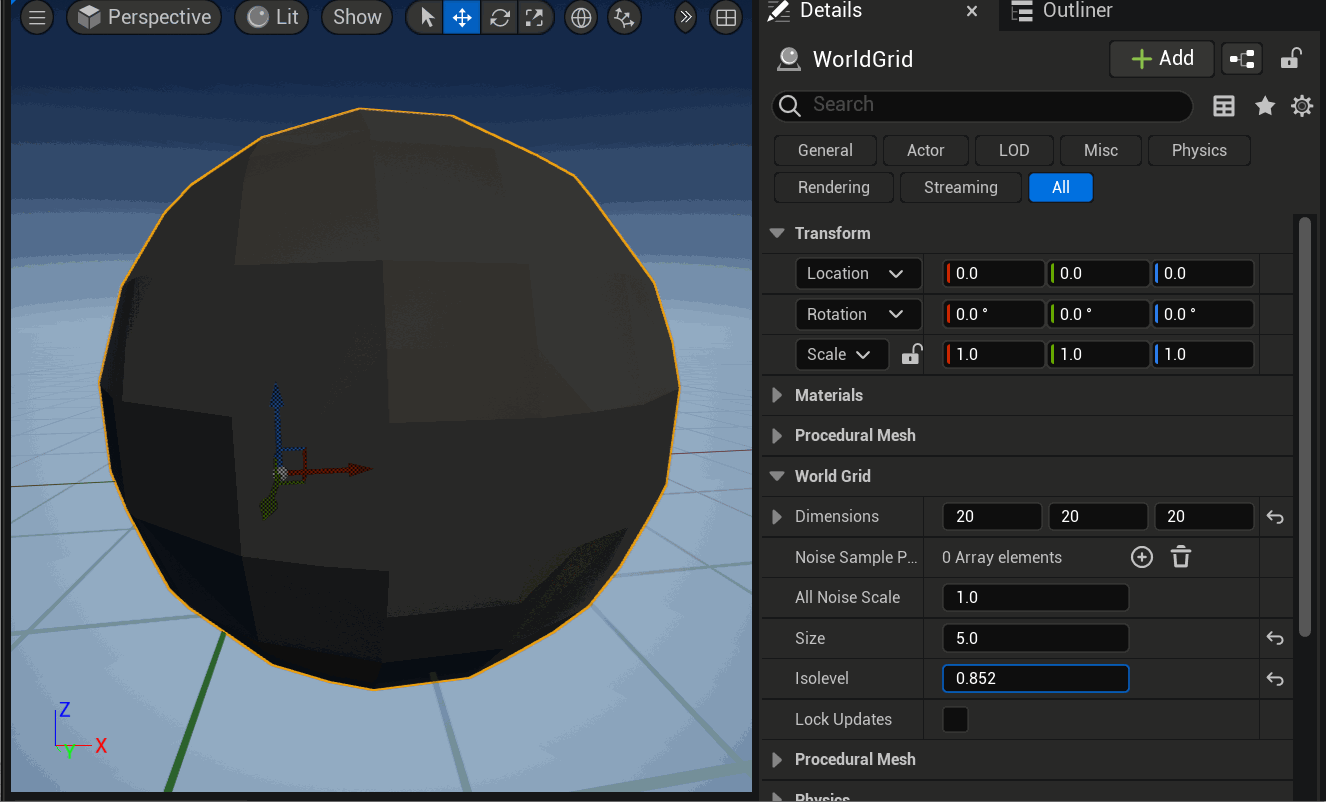 Perspective Lit Show
Details Outliner
WorldGrid Add
Search
General Actor LOD Misc Physics
Rendering Streaming All
Transform
Location 0.0 0.0 0.0
Rotation 0.0 ° 0.0 ° 0.0 °
Scale 1.0 1.0 1.0
Materials
Procedural Mesh
World Grid
Dimensions 20 20 20
Noise Sample P... 0 Array elements
All Noise Scale 1.0
Size 5.0
Isolevel 0.852
Lock Updates
Procedural Mesh
Physics
Z
Y X